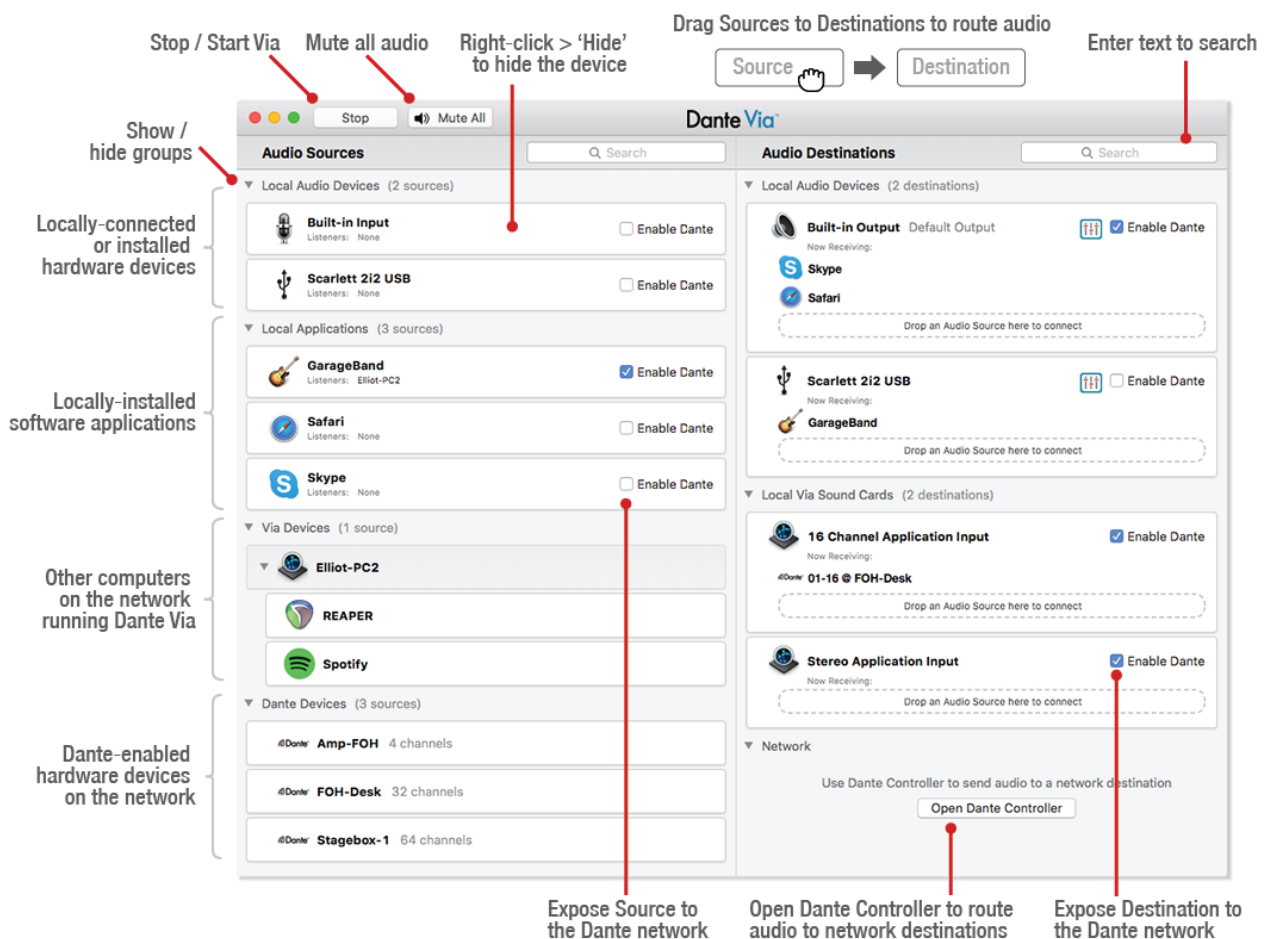 Drag Sources to Destinations to route audio
Stop / Start Via
Mute all audio
Right-click > ‘Hide’
to hide the device
Source
Destination
Enter text to search
Show /
hide groups
Stop
Mute All
Dante Via™
Audio Sources
Search
Audio Destinations
Search
Locally-connected
or installed
hardware devices
Local Audio Devices (2 sources)
Built-in Input
Listeners: None
Enable Dante
Scarlett 2i2 USB
Listeners: None
Enable Dante
Locally-installed
software applications
Local Applications (3 sources)
GarageBand
Listeners: Elliot-PC2
Enable Dante
Safari
Listeners: None
Enable Dante
Skype
Listeners: None
Enable Dante
Other computers
on the network
running Dante Via
Via Devices (1 source)
Elliot-PC2
REAPER
Spotify
Dante-enabled
hardware devices
on the network
Dante Devices (3 sources)
Dante Amp-FOH 4 channels
Dante FOH-Desk 32 channels
Dante Stagebox-1 64 channels
Local Audio Devices (2 destinations)
Built-in Output Default Output
Enable Dante
Now Receiving:
Skype
Safari
Drop an Audio Source here to connect
Scarlett 2i2 USB
Enable Dante
Now Receiving:
GarageBand
Drop an Audio Source here to connect
Local Via Sound Cards (2 destinations)
16 Channel Application Input
Enable Dante
Now Receiving:
Dante 01-16 @ FOH-Desk
Drop an Audio Source here to connect
Stereo Application Input
Enable Dante
Now Receiving:
Drop an Audio Source here to connect
Network
Use Dante Controller to send audio to a network destination
Open Dante Controller
Expose Source to
the Dante network
Open Dante Controller to route
audio to network destinations
Expose Destination to
the Dante network